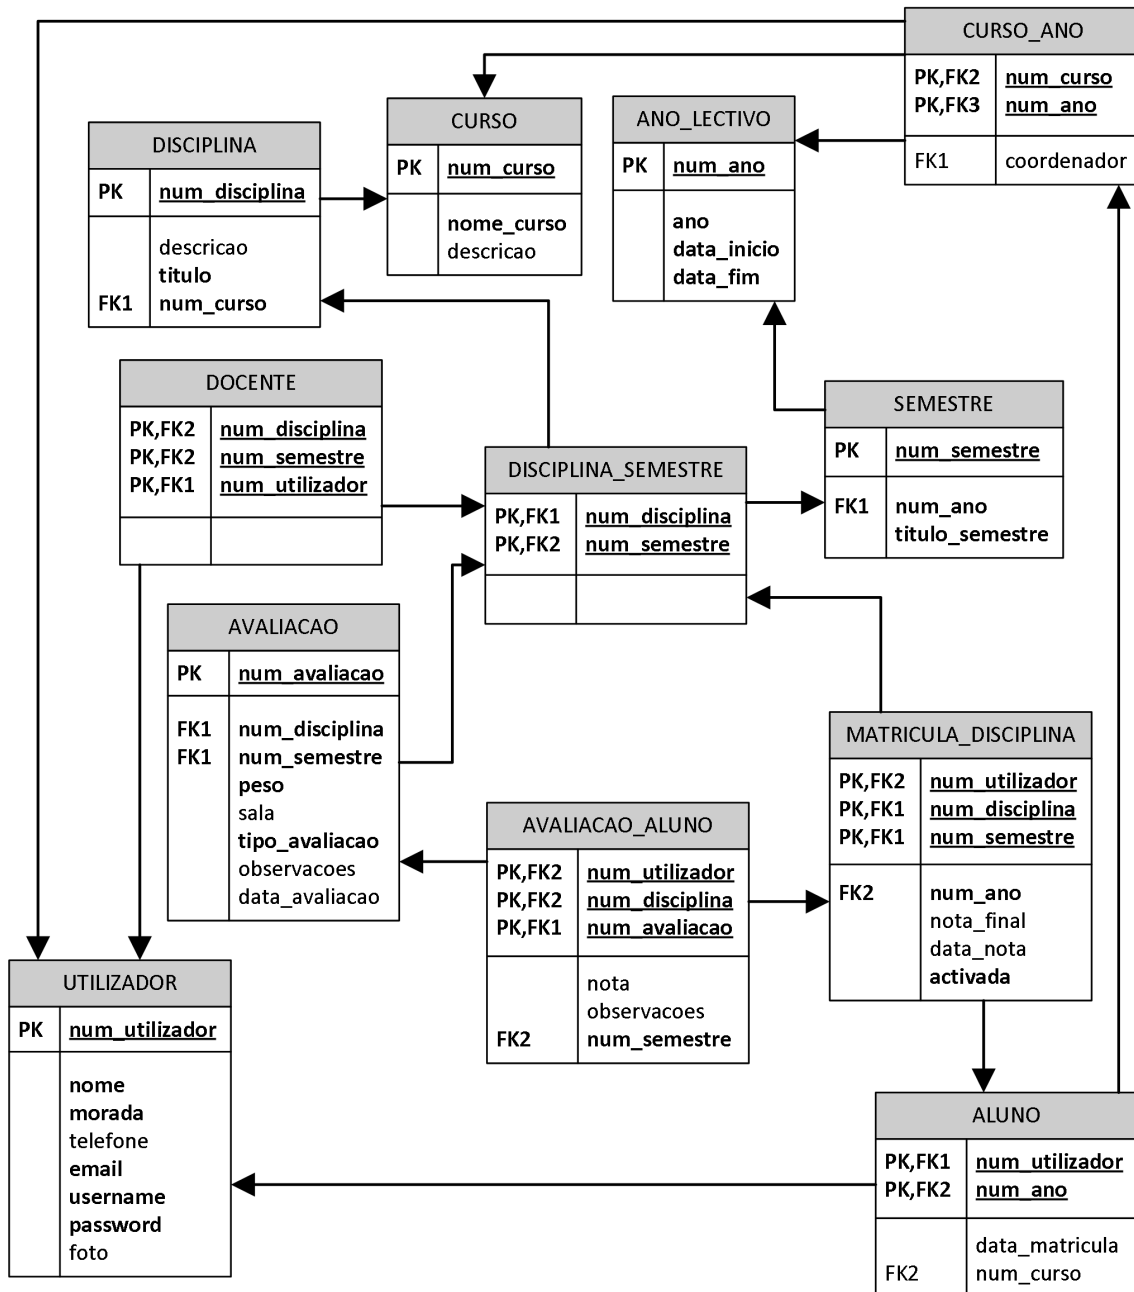 CURSO_ANO
PK,FK2 num_curso
PK,FK3 num_ano
FK1 coordenador
CURSO
PK num_curso
nome_curso
descricao
ANO_LECTIVO
PK num_ano
ano
data_inicio
data_fim
DISCIPLINA
PK num_disciplina
descricao
titulo
FK1 num_curso
DOCENTE
PK,FK2 num_disciplina
PK,FK2 num_semestre
PK,FK1 num_utilizador
SEMESTRE
PK num_semestre
FK1 num_ano
titulo_semestre
DISCIPLINA_SEMESTRE
PK,FK1 num_disciplina
PK,FK2 num_semestre
AVALIACAO
PK num_avaliacao
FK1 num_disciplina
FK1 num_semestre
peso
sala
tipo_avaliacao
observacoes
data_avaliacao
MATRICULA_DISCIPLINA
PK,FK2 num_utilizador
PK,FK1 num_disciplina
PK,FK1 num_semestre
FK2 num_ano
nota_final
data_nota
activada
AVALIACAO_ALUNO
PK,FK2 num_utilizador
PK,FK2 num_disciplina
PK,FK1 num_avaliacao
nota
observacoes
FK2 num_semestre
UTILIZADOR
PK num_utilizador
nome
morada
telefone
email
username
password
foto
ALUNO
PK,FK1 num_utilizador
PK,FK2 num_ano
data_matricula
FK2 num_curso